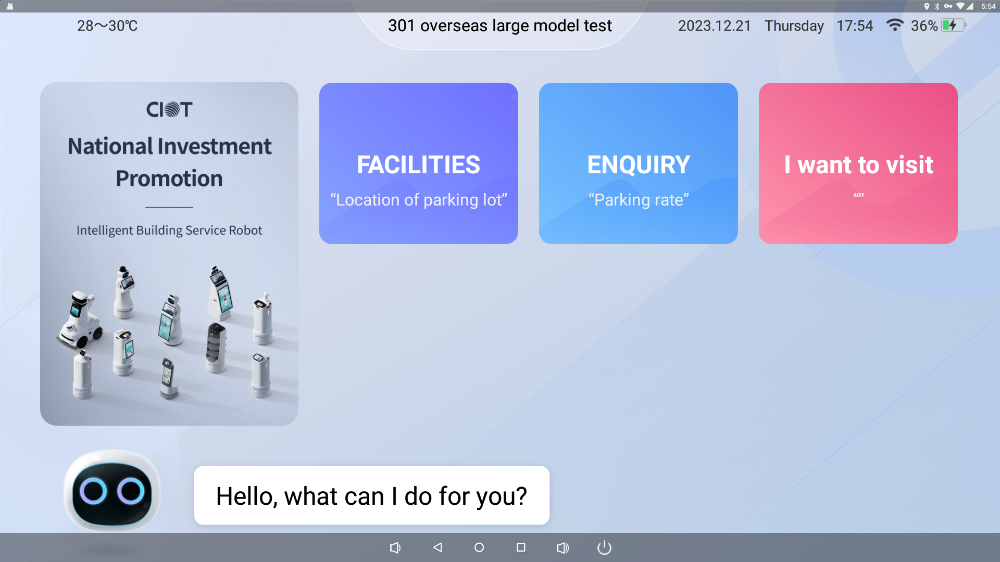 5:54
28～30℃
301 overseas large model test
2023.12.21 Thursday 17:54 36%
CIOT
National Investment
Promotion
Intelligent Building Service Robot
FACILITIES
“Location of parking lot”
ENQUIRY
“Parking rate”
I want to visit
“”
Hello, what can I do for you?